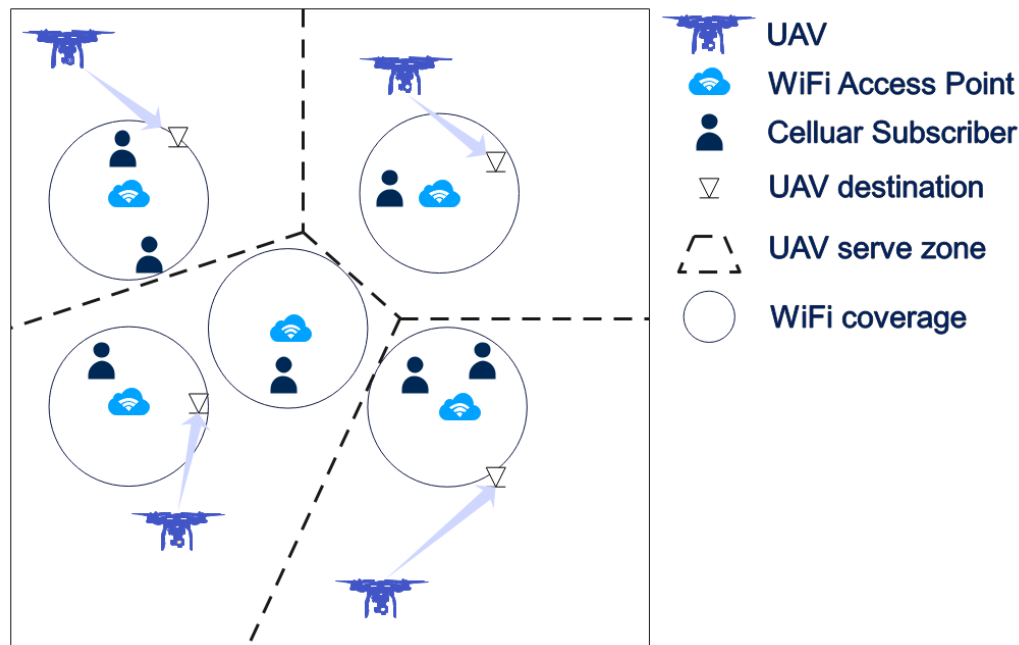 UAV
WiFi Access Point
Celluar Subscriber
UAV destination
UAV serve zone
WiFi coverage